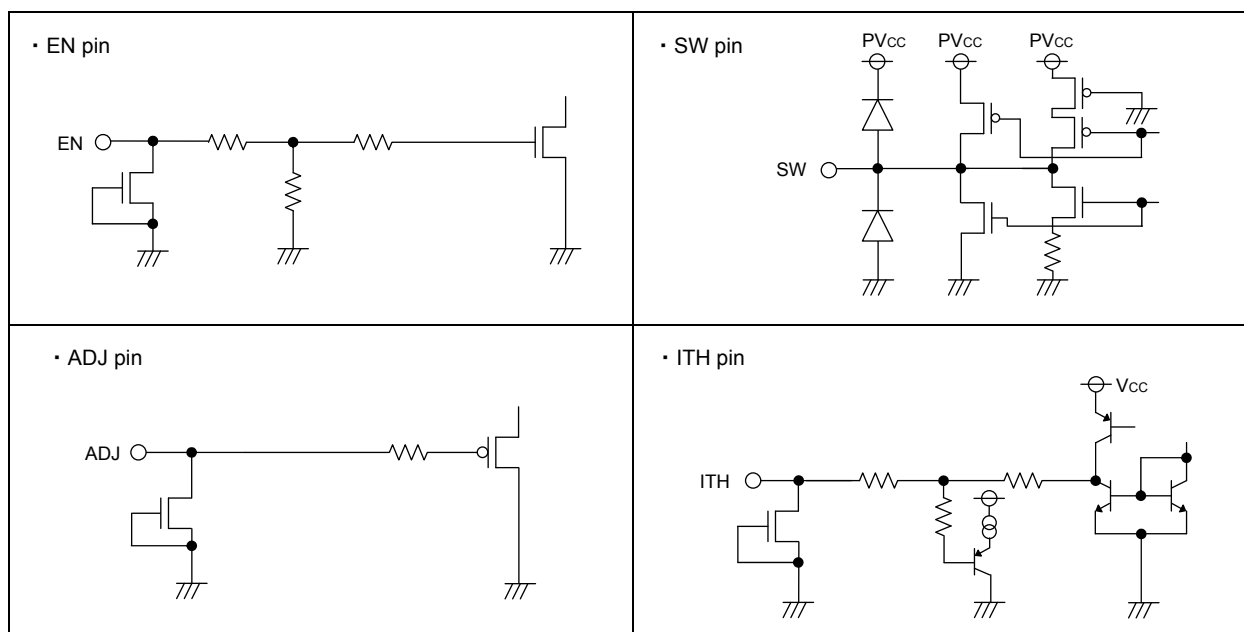 ・EN pin
EN
・SW pin
PVCC PVCC PVCC
SW
・ADJ pin
ADJ
・ITH pin
VCC
ITH